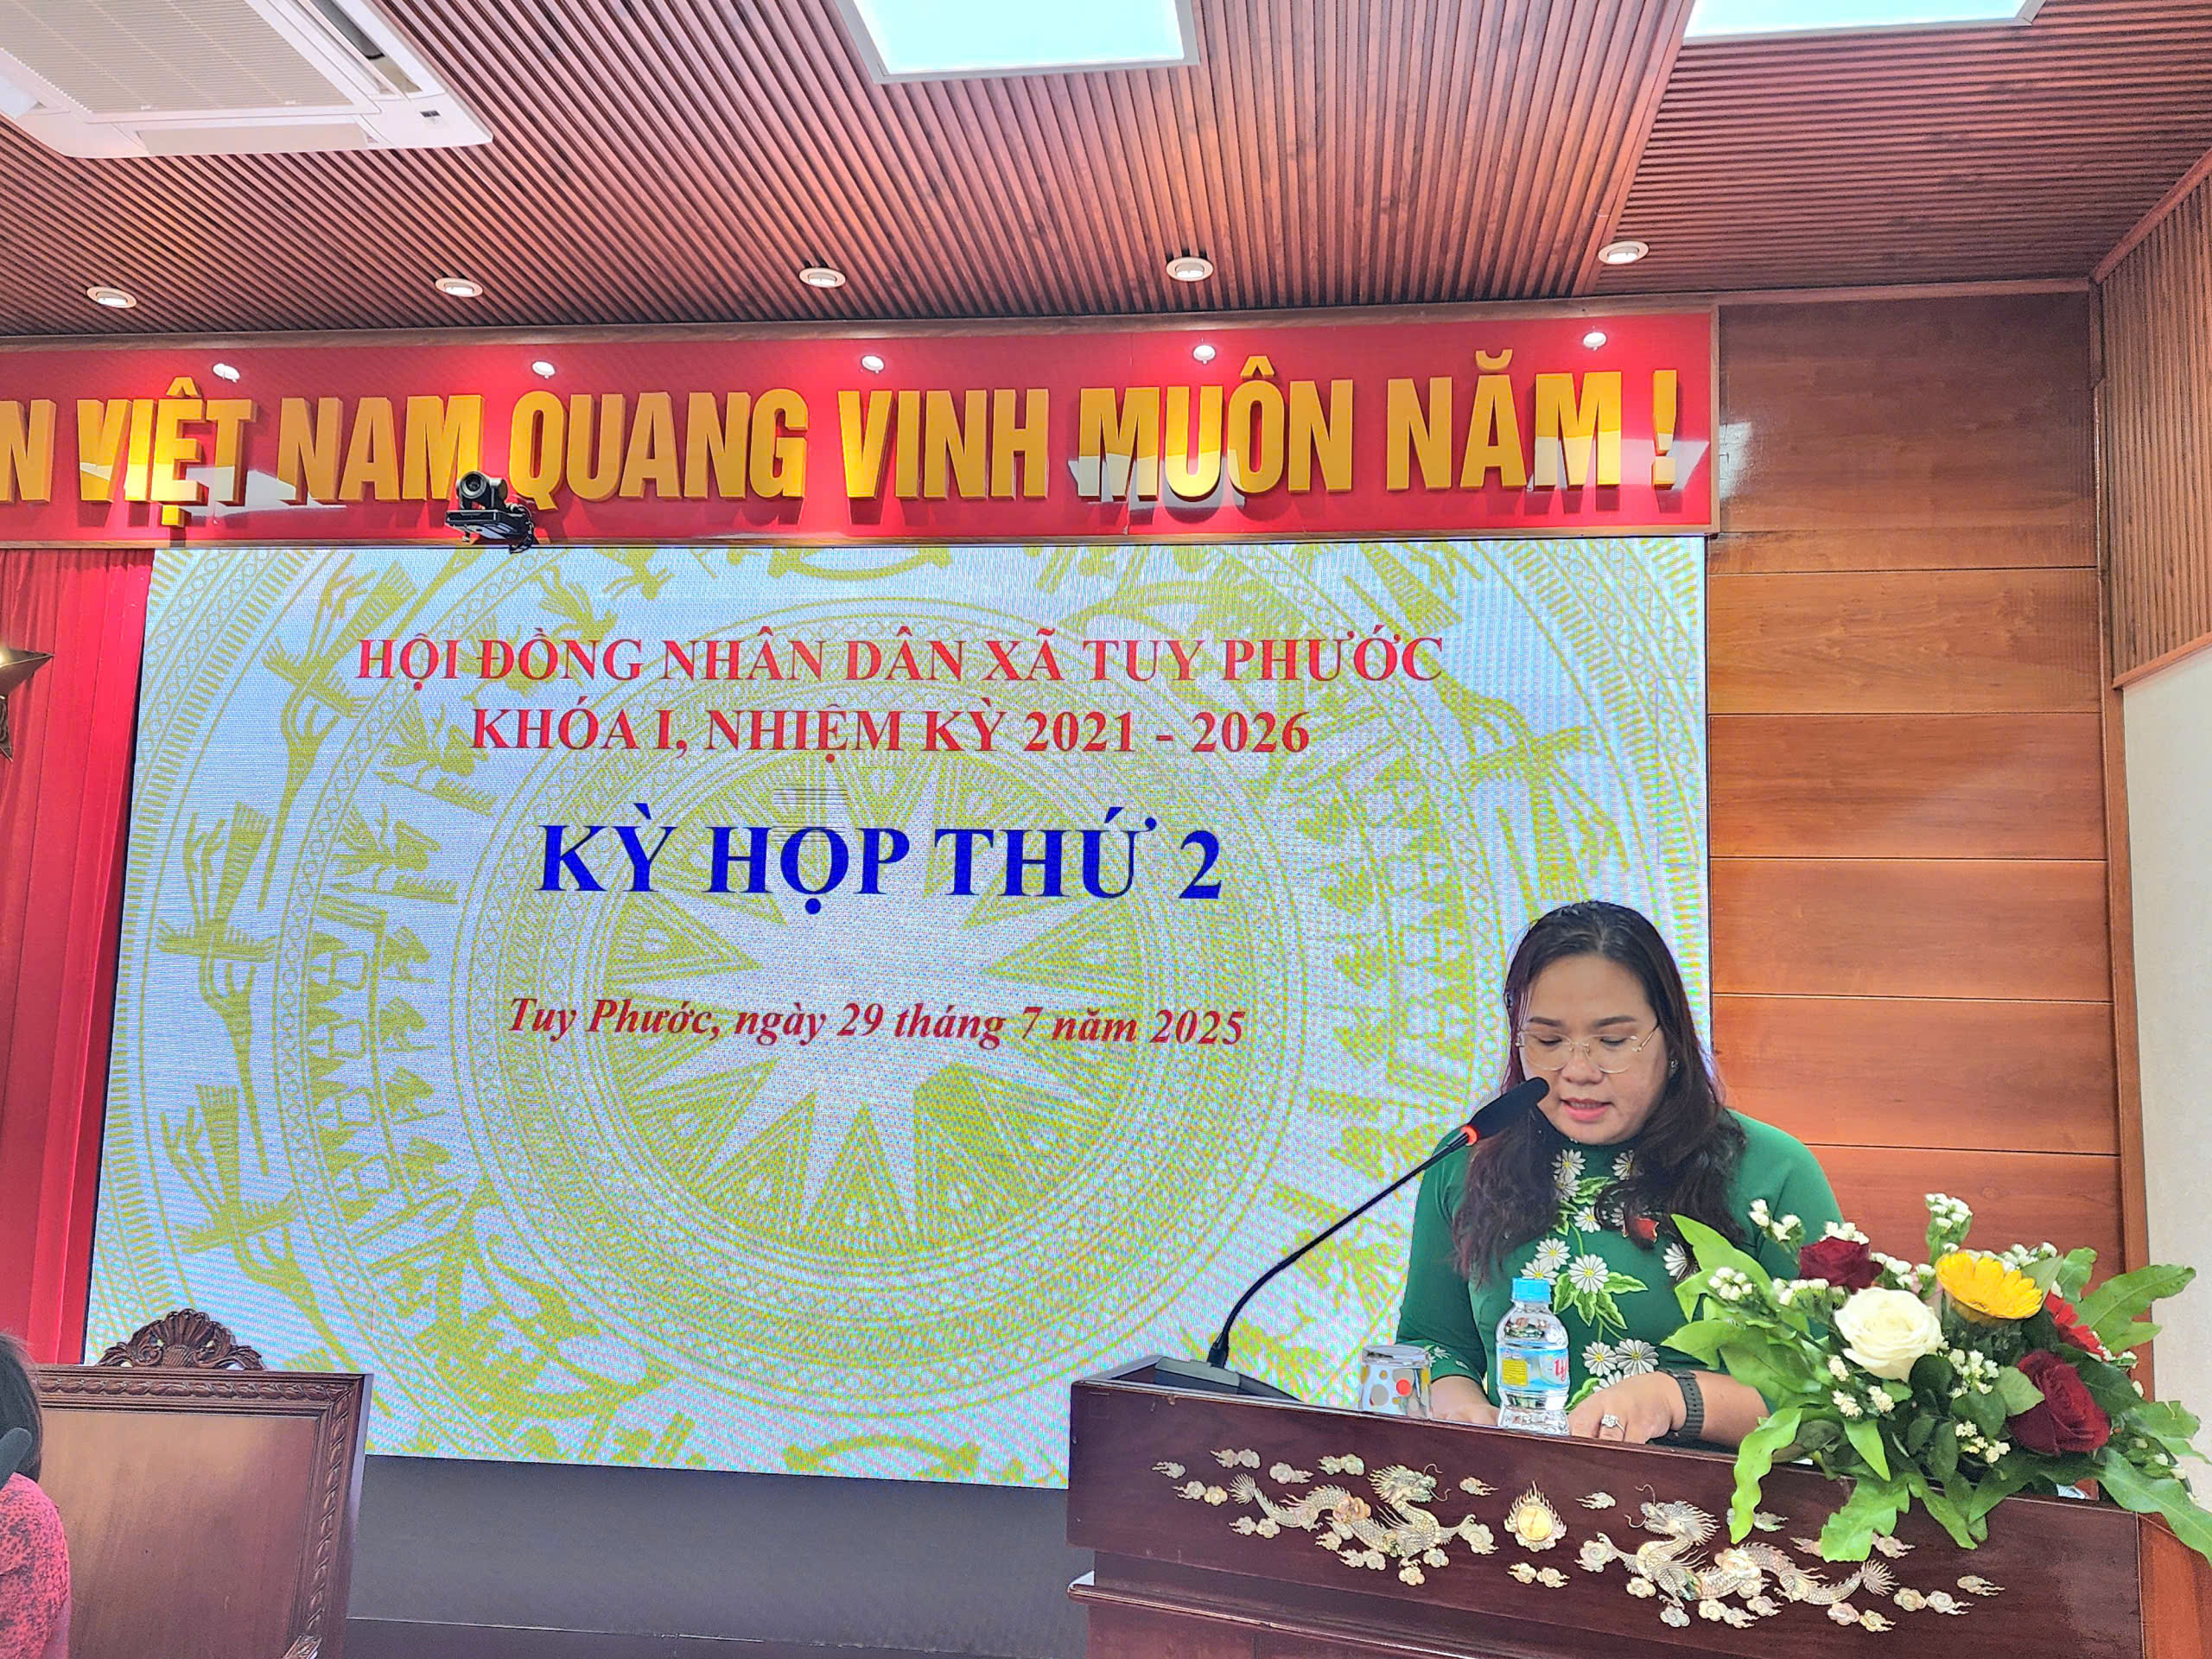 VIỆT NAM QUANG VINH MUÔN NĂM !
HỘI ĐỒNG NHÂN DÂN XÃ TUY PHƯỚC
KHÓA I, NHIỆM KỲ 2021 - 2026
KỲ HỌP THỨ 2
Tuy Phước, ngày 29 tháng 7 năm 2025